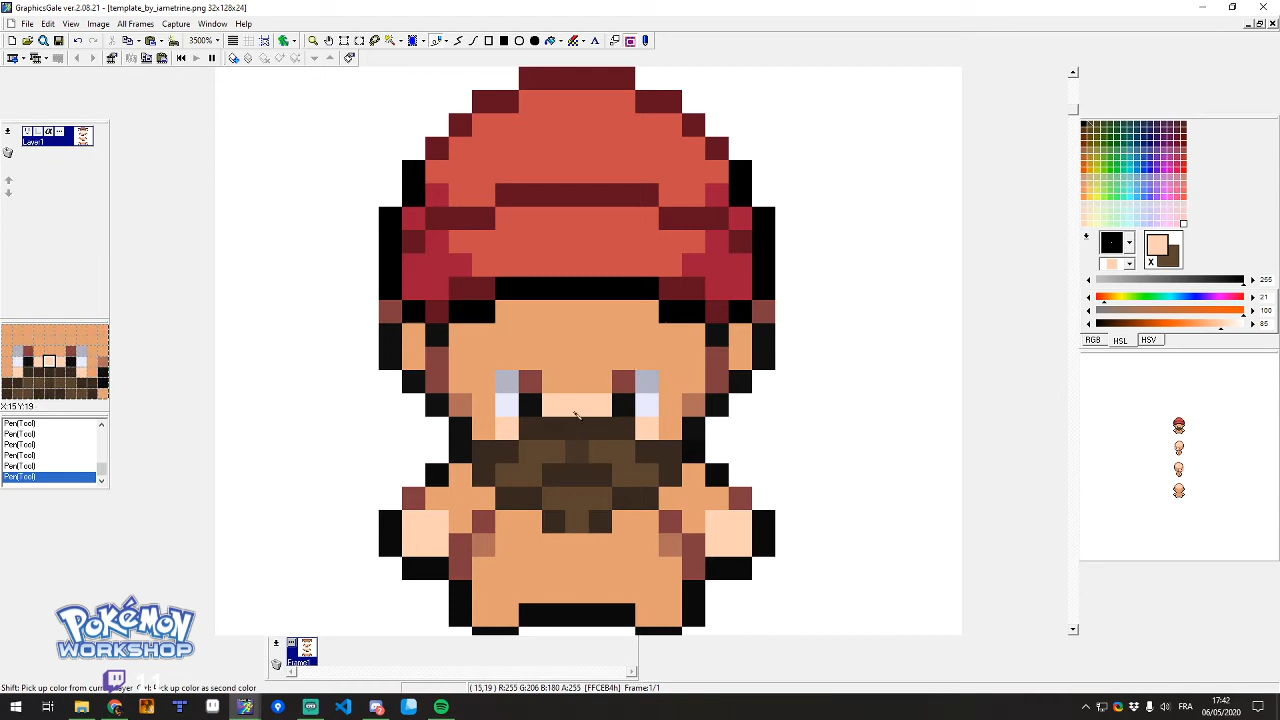 GraphicsGale ver.2.08.21 - [template_by_iametrine.png 32x128x24]
File Edit View Image All Frames Capture Window Help
3500%
Layer1
X:15 Y:19
Pen(Tool)
Pen(Tool)
Pen(Tool)
Pen(Tool)
Pen(Tool)
Pen(Tool)
X
255
21
100
85
RGB HSL HSV
POKéMON
WORKSHOP
11
Frame1
( 15,19) R:255 G:206 B:180 A:255 [FFCEB4h] Frame:1/1
FRA
17:42
06/05/2020